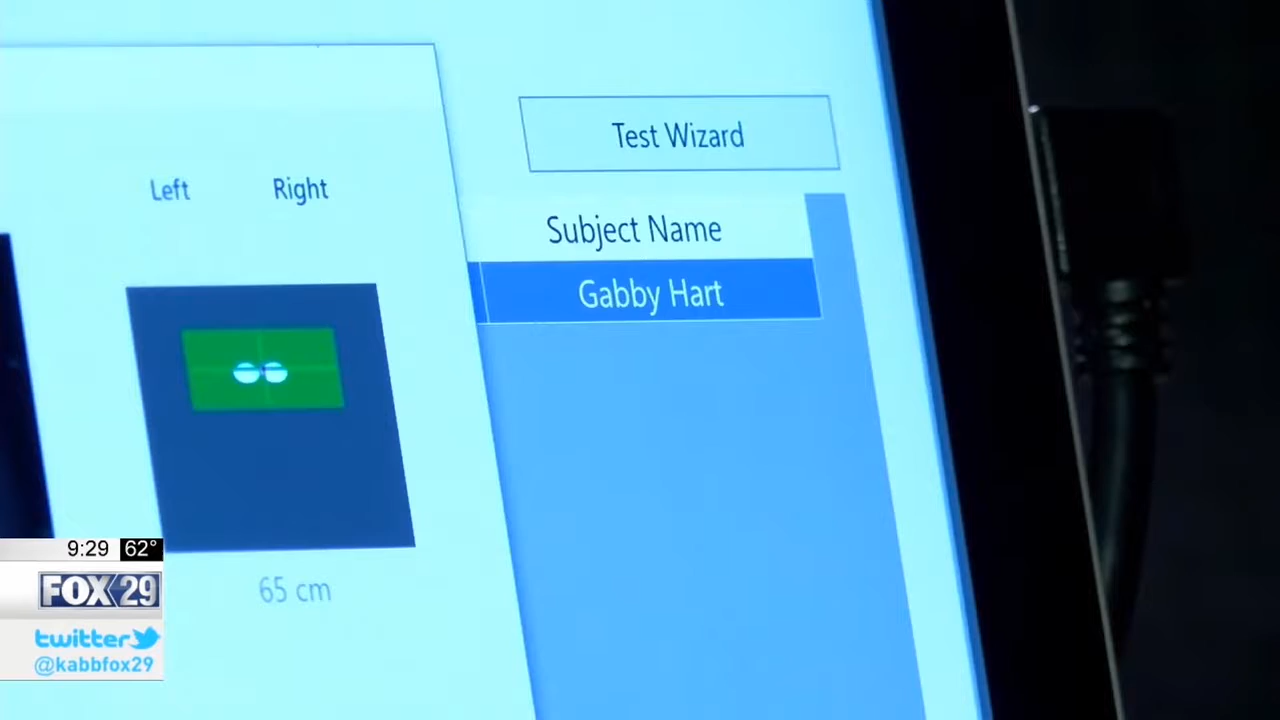 Test Wizard
Left Right
Subject Name
Gabby Hart
65 cm
9:29 62°
FOX 29
twitter
@kabbfox29